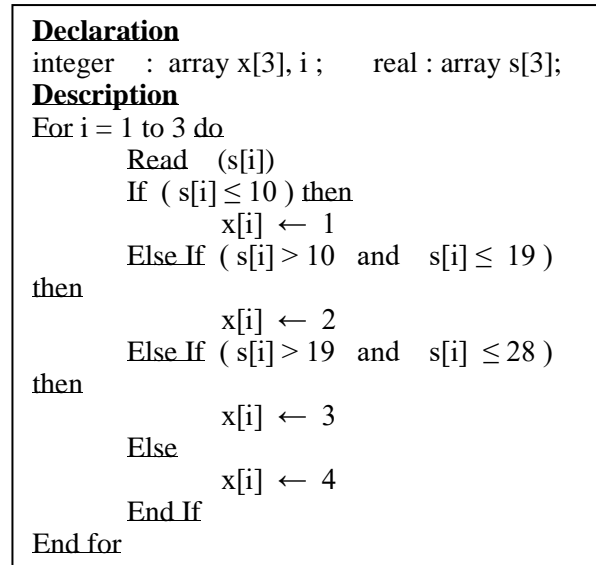 Declaration
integer : array x[3], i ; real : array s[3];
Description
For i = 1 to 3 do
Read (s[i])
If ( s[i] ≤ 10 ) then
x[i] ← 1
Else If ( s[i] > 10 and s[i] ≤ 19 )
then
x[i] ← 2
Else If ( s[i] > 19 and s[i] ≤ 28 )
then
x[i] ← 3
Else
x[i] ← 4
End If
End for